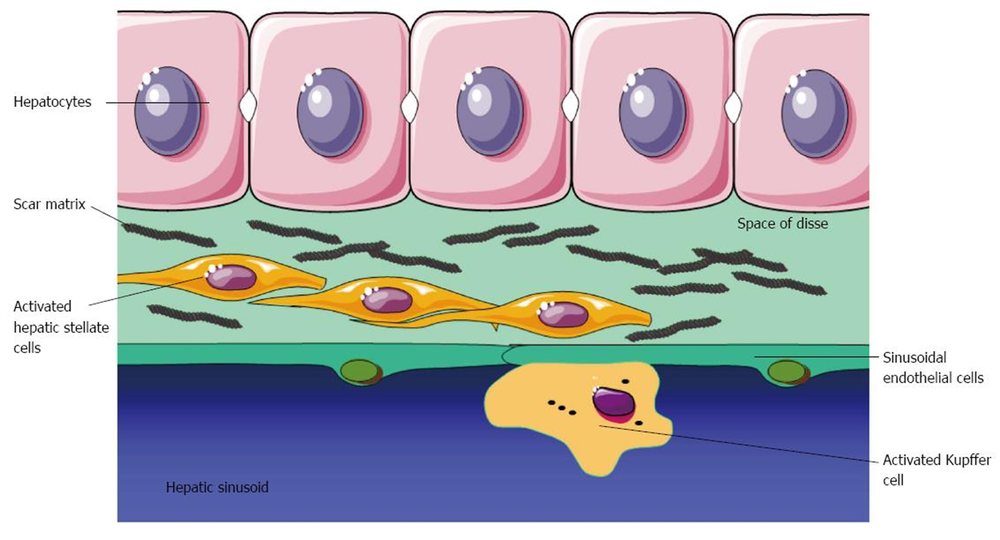 Hepatocytes
Scar matrix
Space of disse
Activated
hepatic stellate
cells
Sinusoidal
endothelial cells
Activated Kupffer
cell
Hepatic sinusoid